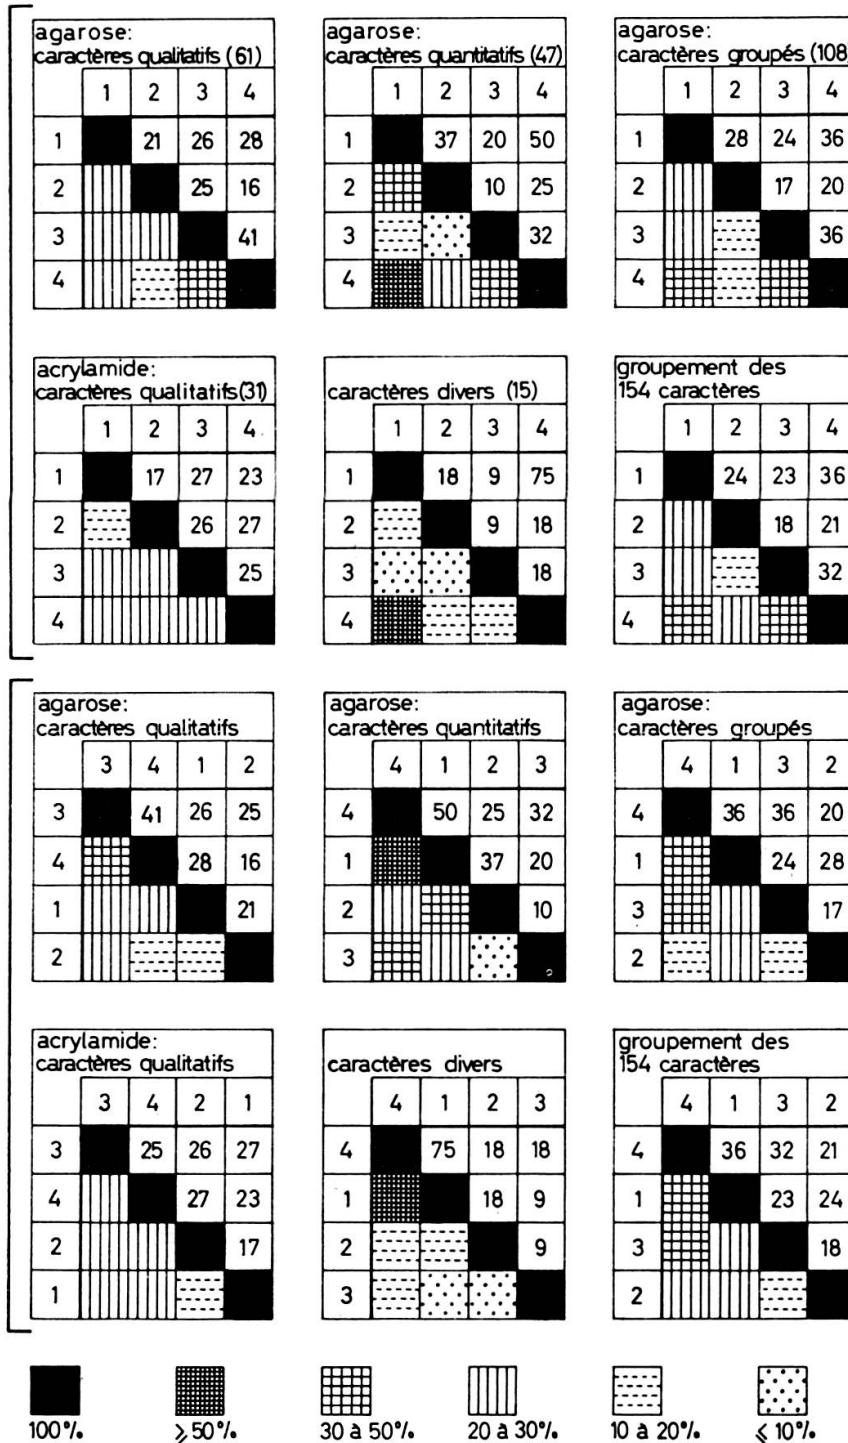 agarose:
caractères qualitatifs (61)
1 2 3 4
1 21 26 28
2 25 16
3 41
4
agarose:
caractères quantitatifs (47)
1 2 3 4
1 37 20 50
2 10 25
3 32
4
agarose:
caractères groupés (108)
1 2 3 4
1 28 24 36
2 17 20
3 36
4
acrylamide:
caractères qualitatifs (31)
1 2 3 4
1 17 27 23
2 26 27
3 25
4
caractères divers (15)
1 2 3 4
1 18 9 75
2 9 18
3 18
4
groupement des
154 caractères
1 2 3 4
1 24 23 36
2 18 21
3 32
4
agarose:
caractères qualitatifs
3 4 1 2
3 41 26 25
4 28 16
1 21
2
agarose:
caractères quantitatifs
4 1 2 3
4 50 25 32
1 37 20
2 10
3
agarose:
caractères groupés
4 1 3 2
4 36 36 20
1 24 28
3 17
2
acrylamide:
caractères qualitatifs
3 4 2 1
3 25 26 27
4 27 23
2 17
1
caractères divers
4 1 2 3
4 75 18 18
1 18 9
2 9
3
groupement des
154 caractères
4 1 3 2
4 36 32 21
1 23 24
3 18
2
100% ⩾50% 30 à 50% 20 à 30% 10 à 20% ⩽10%